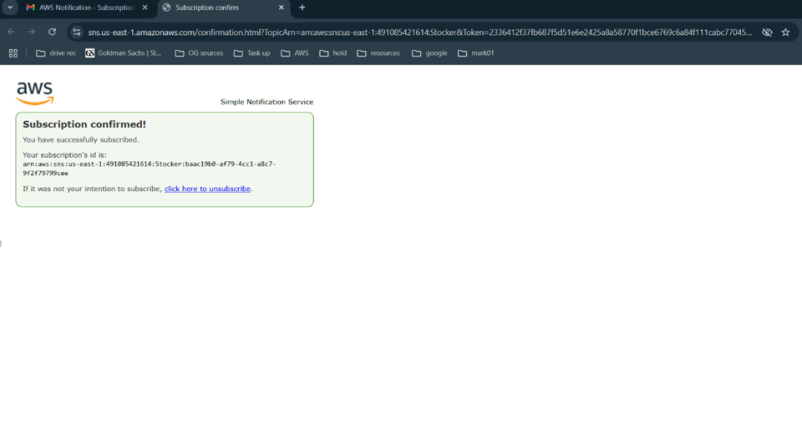 AWS Notification - Subscription
Subscription confirm
sns.us-east-1.amazonaws.com/confirmation.html?TopicArn=arn:aws:sns:us-east-1:491085421614:Stocker&Token=2336412f37fb687f5d51e6e2425a8a58770f1bce6769c6a84f111cabc77045...
drive rec
GS Goldman Sachs | St...
OG sources
Task up
AWS
hold
resources
google
mark01
aws
Simple Notification Service
Subscription confirmed!
You have successfully subscribed.
Your subscription's id is:
arn:aws:sns:us-east-1:491085421614:Stocker:baac19b0-af79-4cc1-a8c7-
9f2f79799cee
If it was not your intention to subscribe, click here to unsubscribe.